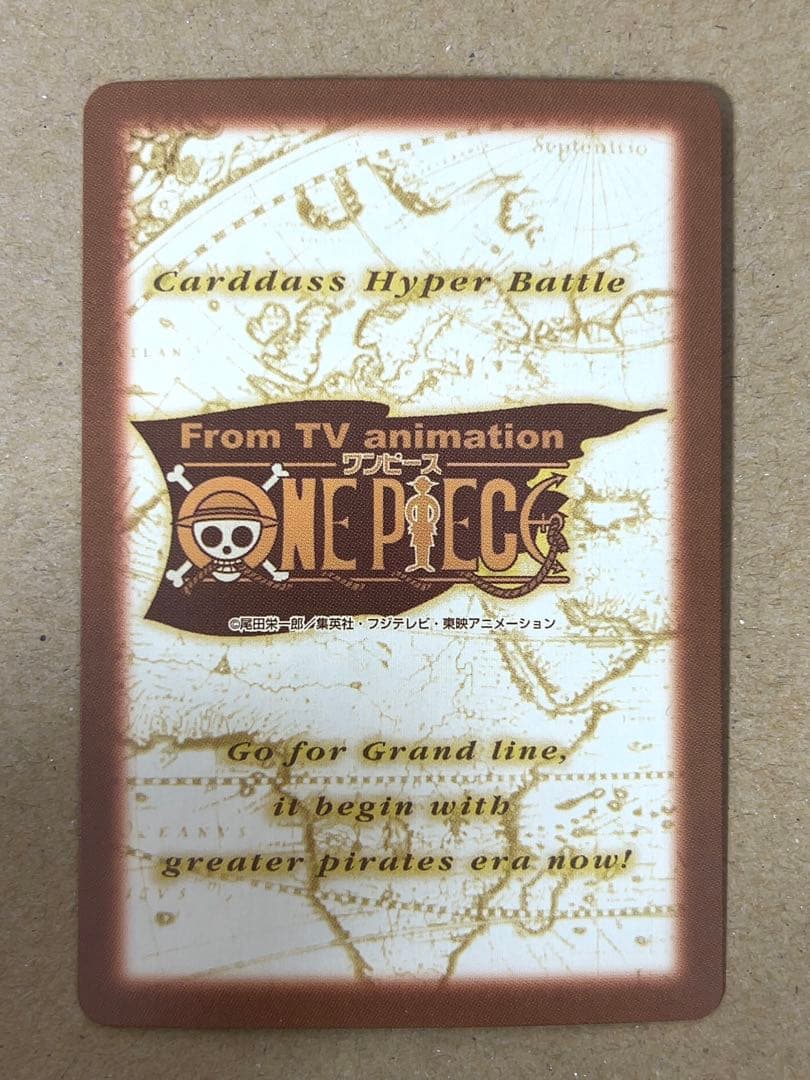 Septentrio
Carddass Hyper Battle
From TV animation
ワンピース
ONE PIECE
©尾田栄一郎／集英社・フジテレビ・東映アニメーション
Go for Grand line,
it begin with
greater pirates era now!